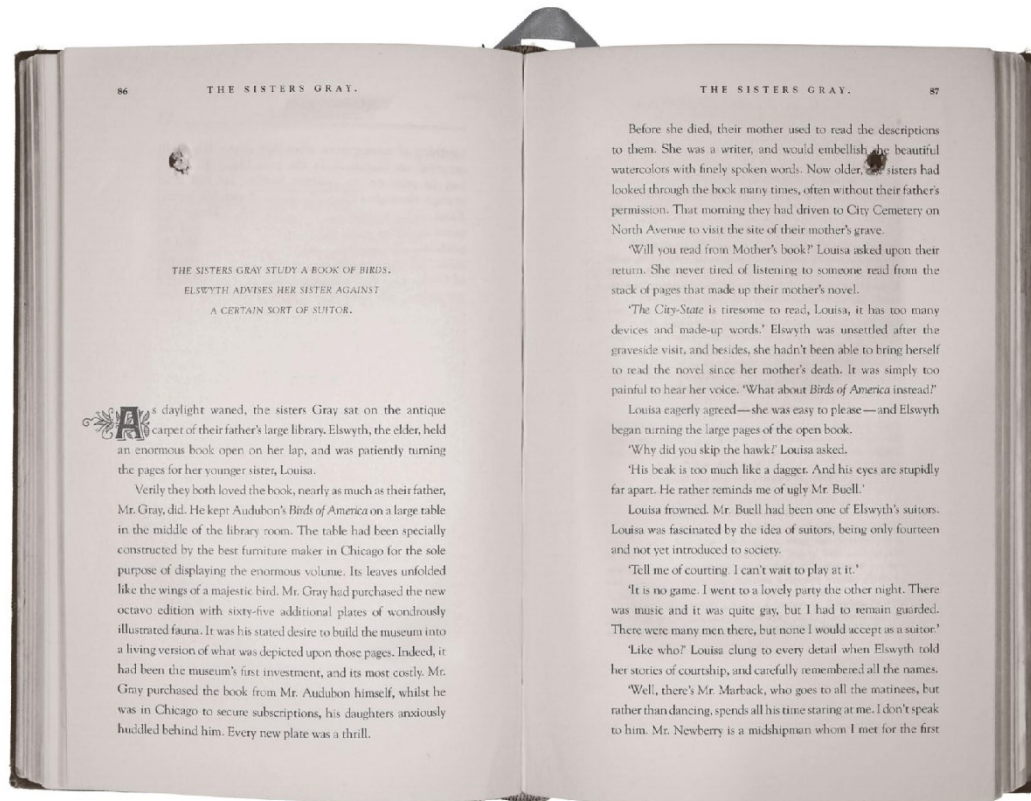 86
THE SISTERS GRAY.
THE SISTERS GRAY STUDY A BOOK OF BIRDS.
ELSWYTH ADVISES HER SISTER AGAINST
A CERTAIN SORT OF SUITOR.
As daylight waned, the sisters Gray sat on the antique
carpet of their father's large library. Elswyth, the elder, held
an enormous book open on her lap, and was patiently turning
the pages for her younger sister, Louisa.
Verily they both loved the book, nearly as much as their father,
Mr. Gray, did. He kept Audubon's Birds of America on a large table
in the middle of the library room. The table had been specially
constructed by the best furniture maker in Chicago for the sole
purpose of displaying the enormous volume. Its leaves unfolded
like the wings of a majestic bird. Mr. Gray had purchased the new
octavo edition with sixty-five additional plates of wondrously
illustrated fauna. It was his stated desire to build the museum into
a living version of what was depicted upon those pages. Indeed, it
had been the museum's first investment, and its most costly. Mr.
Gray purchased the book from Mr. Audubon himself, whilst he
was in Chicago to secure subscriptions, his daughters anxiously
huddled behind him. Every new plate was a thrill.
THE SISTERS GRAY.
87
Before she died, their mother used to read the descriptions
to them. She was a writer, and would embellish the beautiful
watercolors with finely spoken words. Now older, sisters had
looked through the book many times, often without their father's
permission. That morning they had driven to City Cemetery on
North Avenue to visit the site of their mother's grave.
'Will you read from Mother's book?' Louisa asked upon their
return. She never tired of listening to someone read from the
stack of pages that made up their mother's novel.
'The City-State is tiresome to read, Louisa, it has too many
devices and made-up words.' Elswyth was unsettled after the
graveside visit, and besides, she hadn't been able to bring herself
to read the novel since her mother's death. It was simply too
painful to hear her voice. 'What about Birds of America instead?'
Louisa eagerly agreed—she was easy to please—and Elswyth
began turning the large pages of the open book.
'Why did you skip the hawk?' Louisa asked.
'His beak is too much like a dagger. And his eyes are stupidly
far apart. He rather reminds me of ugly Mr. Buell.'
Louisa frowned. Mr. Buell had been one of Elswyth's suitors.
Louisa was fascinated by the idea of suitors, being only fourteen
and not yet introduced to society.
'Tell me of courting. I can't wait to play at it.'
'It is no game. I went to a lovely party the other night. There
was music and it was quite gay, but I had to remain guarded.
There were many men there, but none I would accept as a suitor.'
'Like who?' Louisa clung to every detail when Elswyth told
her stories of courtship, and carefully remembered all the names.
'Well, there's Mr. Marback, who goes to all the matinees, but
rather than dancing, spends all his time staring at me. I don't speak
to him. Mr. Newberry is a midshipman whom I met for the first